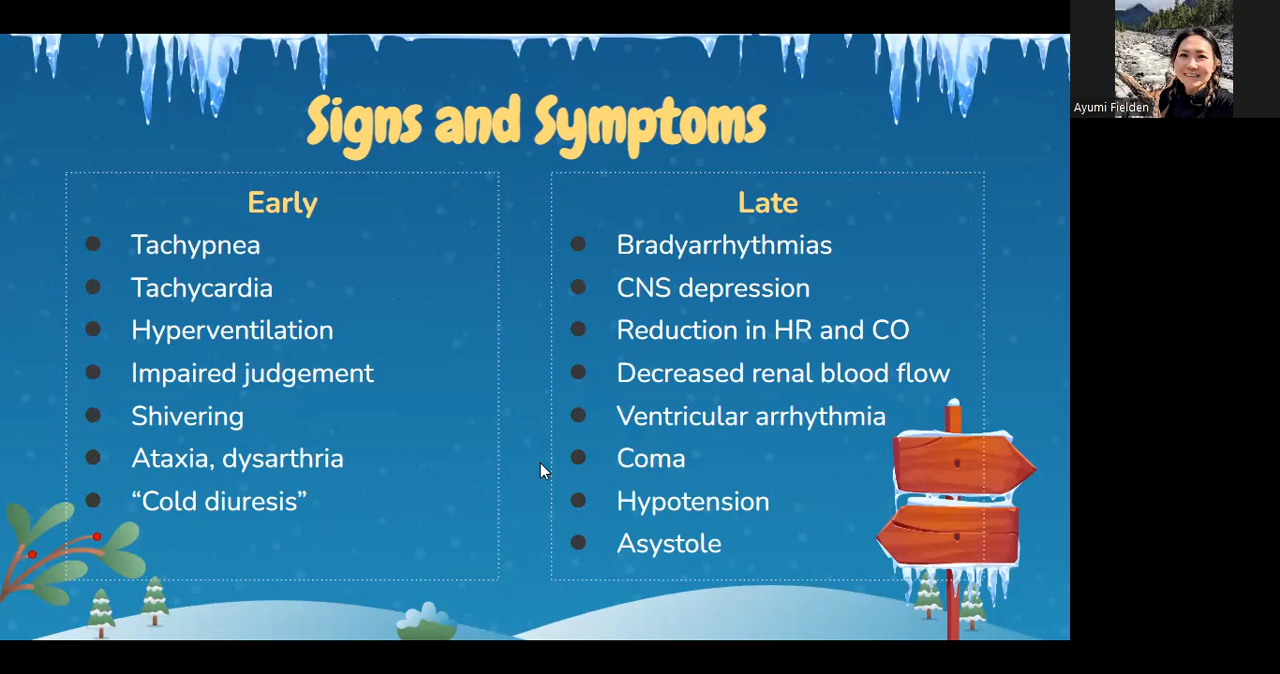 Signs and Symptoms
Early
Tachypnea
Tachycardia
Hyperventilation
Impaired judgement
Shivering
Ataxia, dysarthria
“Cold diuresis”
Late
Bradyarrhythmias
CNS depression
Reduction in HR and CO
Decreased renal blood flow
Ventricular arrhythmia
Coma
Hypotension
Asystole
Ayumi Fielden